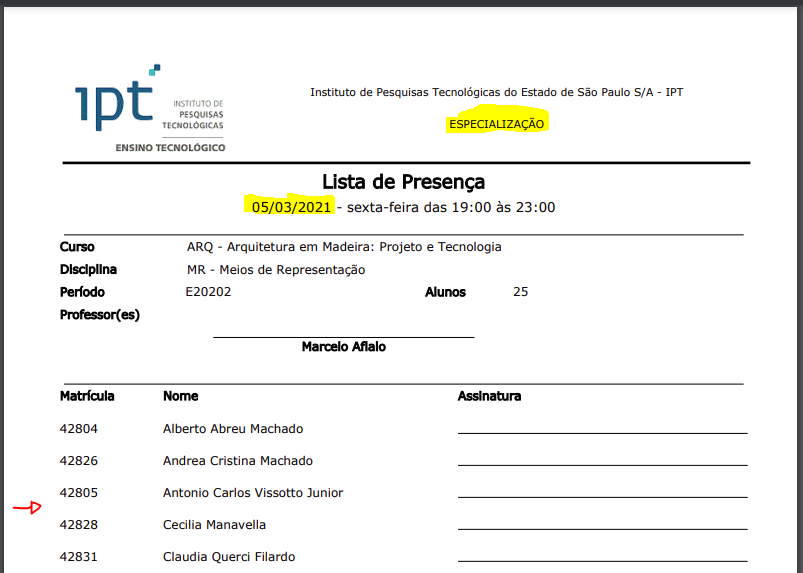 ipt
INSTITUTO DE
PESQUISAS
TECNOLÓGICAS
ENSINO TECNOLÓGICO
Instituto de Pesquisas Tecnológicas do Estado de São Paulo S/A - IPT
ESPECIALIZAÇÃO
Lista de Presença
05/03/2021 - sexta-feira das 19:00 às 23:00
Curso ARQ - Arquitetura em Madeira: Projeto e Tecnologia
Disciplina MR - Meios de Representação
Período E20202 Alunos 25
Professor(es)
Marcelo Aflalo
Matrícula Nome Assinatura
42804 Alberto Abreu Machado
42826 Andrea Cristina Machado
42805 Antonio Carlos Vissotto Junior
42828 Cecilia Manavella
42831 Claudia Querci Filardo